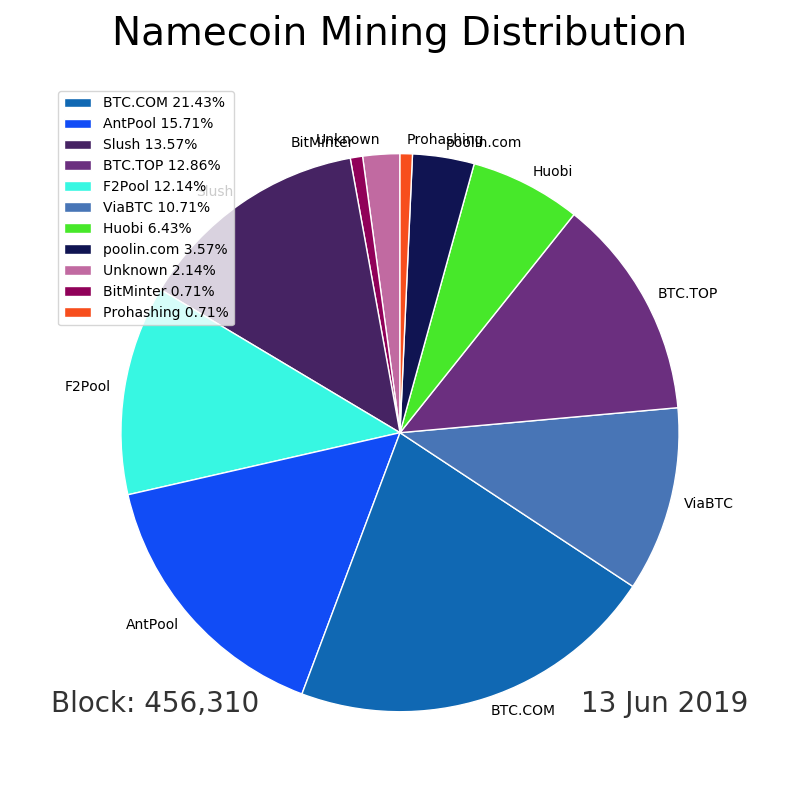 Namecoin Mining Distribution
BTC.COM 21.43%
AntPool 15.71%
Slush 13.57%
BTC.TOP 12.86%
F2Pool 12.14%
ViaBTC 10.71%
Huobi 6.43%
poolin.com 3.57%
Unknown 2.14%
BitMinter 0.71%
Prohashing 0.71%
BitMinter
Unknown
Prohashing
poolin.com
Huobi
Slush
BTC.TOP
F2Pool
ViaBTC
AntPool
BTC.COM
Block: 456,310
13 Jun 2019